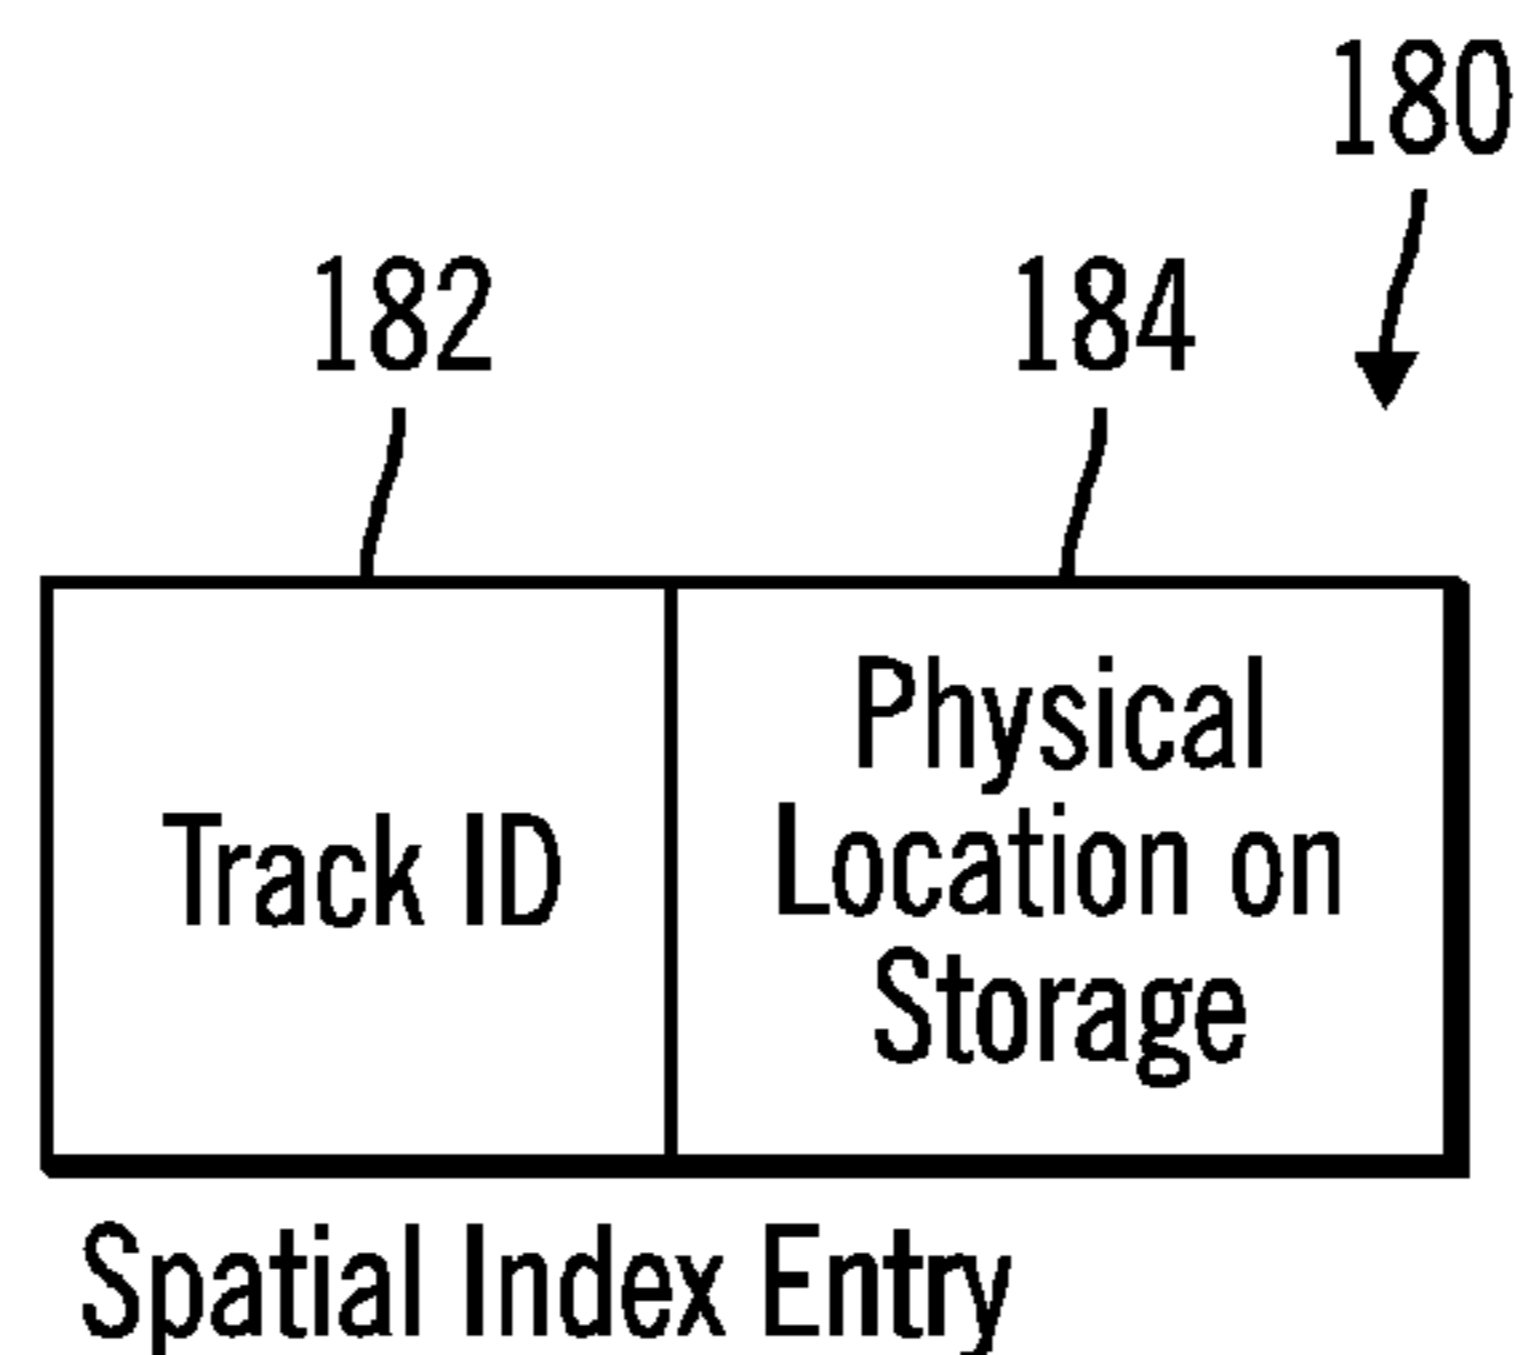 180
182
184
Track ID
Physical
Location on
Storage
Spatial Index Entry